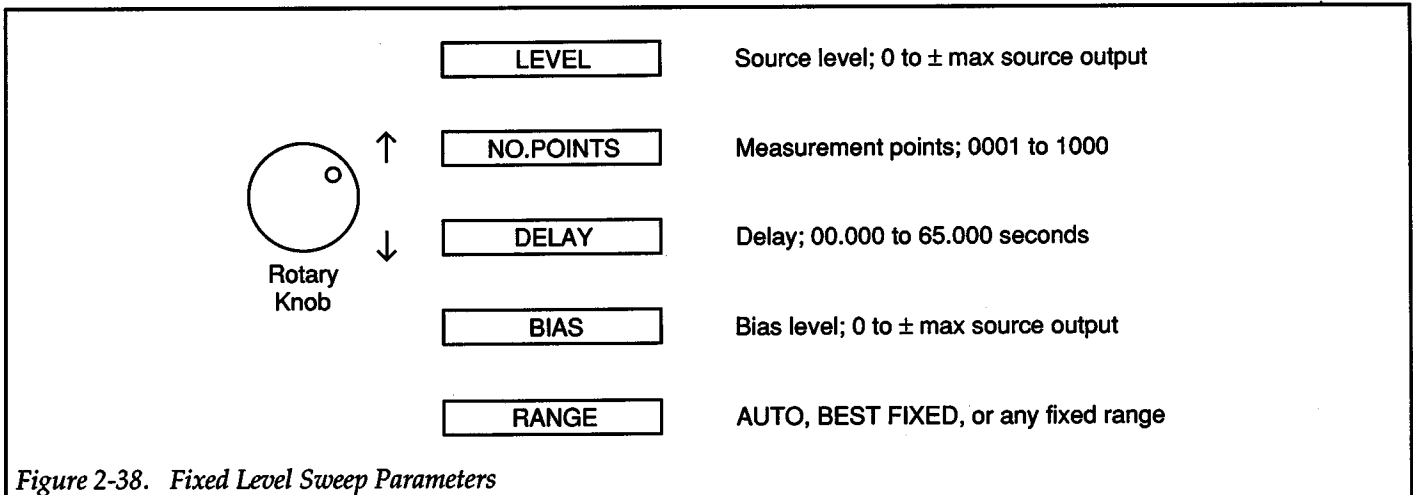 LEVEL Source level; 0 to ± max source output
↑ NO.POINTS Measurement points; 0001 to 1000
↓ DELAY Delay; 00.000 to 65.000 seconds
Rotary
Knob
BIAS Bias level; 0 to ± max source output
RANGE AUTO, BEST FIXED, or any fixed range
Figure 2-38. Fixed Level Sweep Parameters